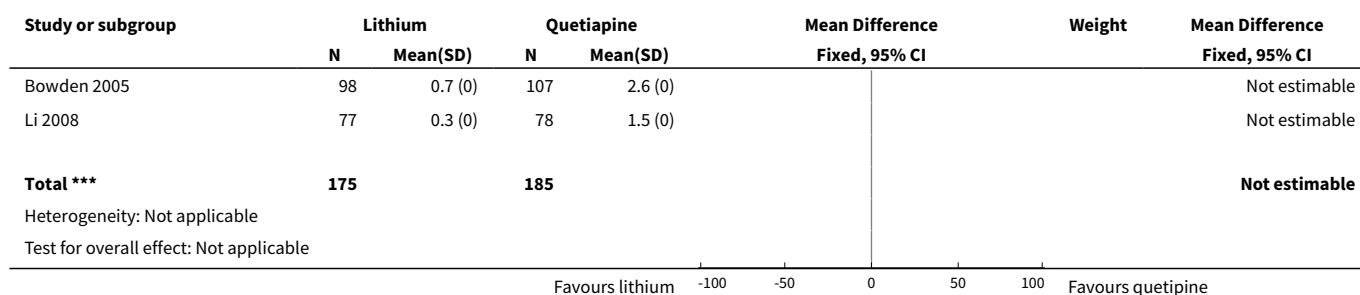 Study or subgroup Lithium Quetiapine Mean Difference Weight Mean Difference
N Mean(SD) N Mean(SD) Fixed, 95% CI Fixed, 95% CI
Bowden 2005 98 0.7 (0) 107 2.6 (0) Not estimable
Li 2008 77 0.3 (0) 78 1.5 (0) Not estimable
Total *** 175 185 Not estimable
Heterogeneity: Not applicable
Test for overall effect: Not applicable
Favours lithium -100 -50 0 50 100 Favours quetipine